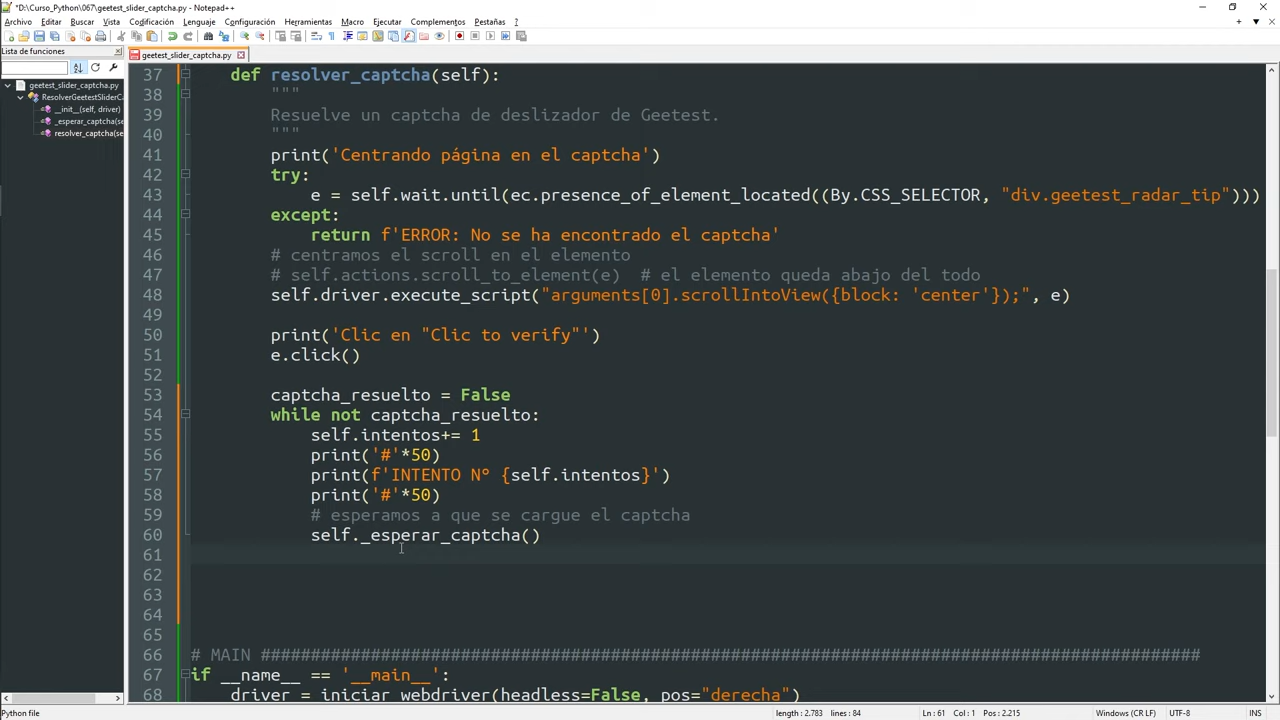 *D:\Curso_Python\067\geetest_slider_captcha.py - Notepad++
Archivo Editar Buscar Vista Codificación Lenguaje Configuración Herramientas Macro Ejecutar Complementos Pestañas ?
Lista de funciones
geetest_slider_captcha.py
geetest_slider_captcha.py
ResolverGeetestSliderCa
__init__(self, driver)
_esperar_captcha(se
resolver_captcha(se
37 def resolver_captcha(self):
38 """
39 Resuelve un captcha de deslizador de Geetest.
40 """
41 print('Centrando página en el captcha')
42 try:
43 e = self.wait.until(ec.presence_of_element_located((By.CSS_SELECTOR, "div.geetest_radar_tip")))
44 except:
45 return f'ERROR: No se ha encontrado el captcha'
46 # centramos el scroll en el elemento
47 # self.actions.scroll_to_element(e)  # el elemento queda abajo del todo
48 self.driver.execute_script("arguments[0].scrollIntoView({block: 'center'});", e)
49
50 print('Clic en "Clic to verify"')
51 e.click()
52
53 captcha_resuelto = False
54 while not captcha_resuelto:
55 self.intentos+= 1
56 print('#'*50)
57 print(f'INTENTO Nº {self.intentos}')
58 print('#'*50)
59 # esperamos a que se cargue el captcha
60 self._esperar_captcha()
61
62
63
64
65
66 # MAIN ##############################################################################################
67 if __name__ == '__main__':
68 driver = iniciar_webdriver(headless=False, pos="derecha")
Python file length : 2.783 lines : 84 Ln : 61 Col : 1 Pos : 2.215 Windows (CR LF) UTF-8 INS